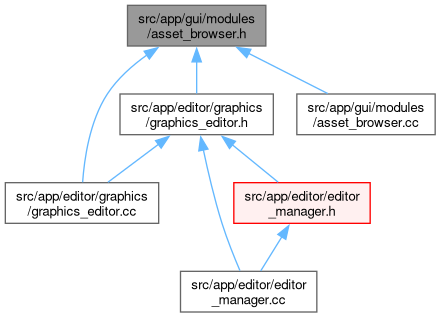 src/app/gui/modules
/asset_browser.h
src/app/editor/graphics
/graphics_editor.h
src/app/gui/modules
/asset_browser.cc
src/app/editor/graphics
/graphics_editor.cc
src/app/editor/editor
_manager.h
src/app/editor/editor
_manager.cc